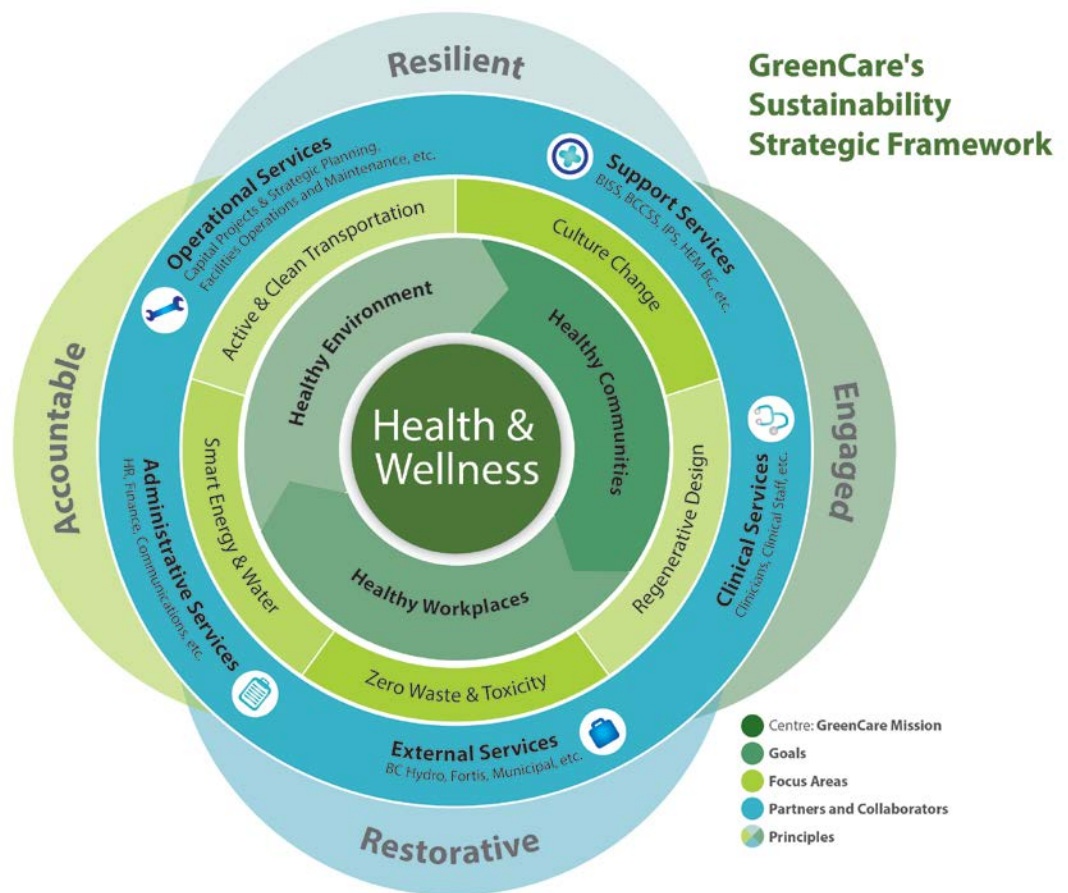 GreenCare's
Sustainability
Strategic Framework
Resilient
Engaged
Restorative
Accountable
Operational Services
Capital Projects & Strategic Planning,
Facilities Operations and Maintenance, etc.
Support Services
BISS, BCCSS, IPS, HEM BC, etc.
Clinical Services
Clinicians, Clinical Staff, etc.
External Services
BC Hydro, Fortis, Municipal, etc.
Administrative Services
HR, Finance, Communications, etc.
Active & Clean Transportation
Culture Change
Regenerative Design
Zero Waste & Toxicity
Smart Energy & Water
Healthy Environment
Healthy Communities
Healthy Workplaces
Health &
Wellness
Centre: GreenCare Mission
Goals
Focus Areas
Partners and Collaborators
Principles